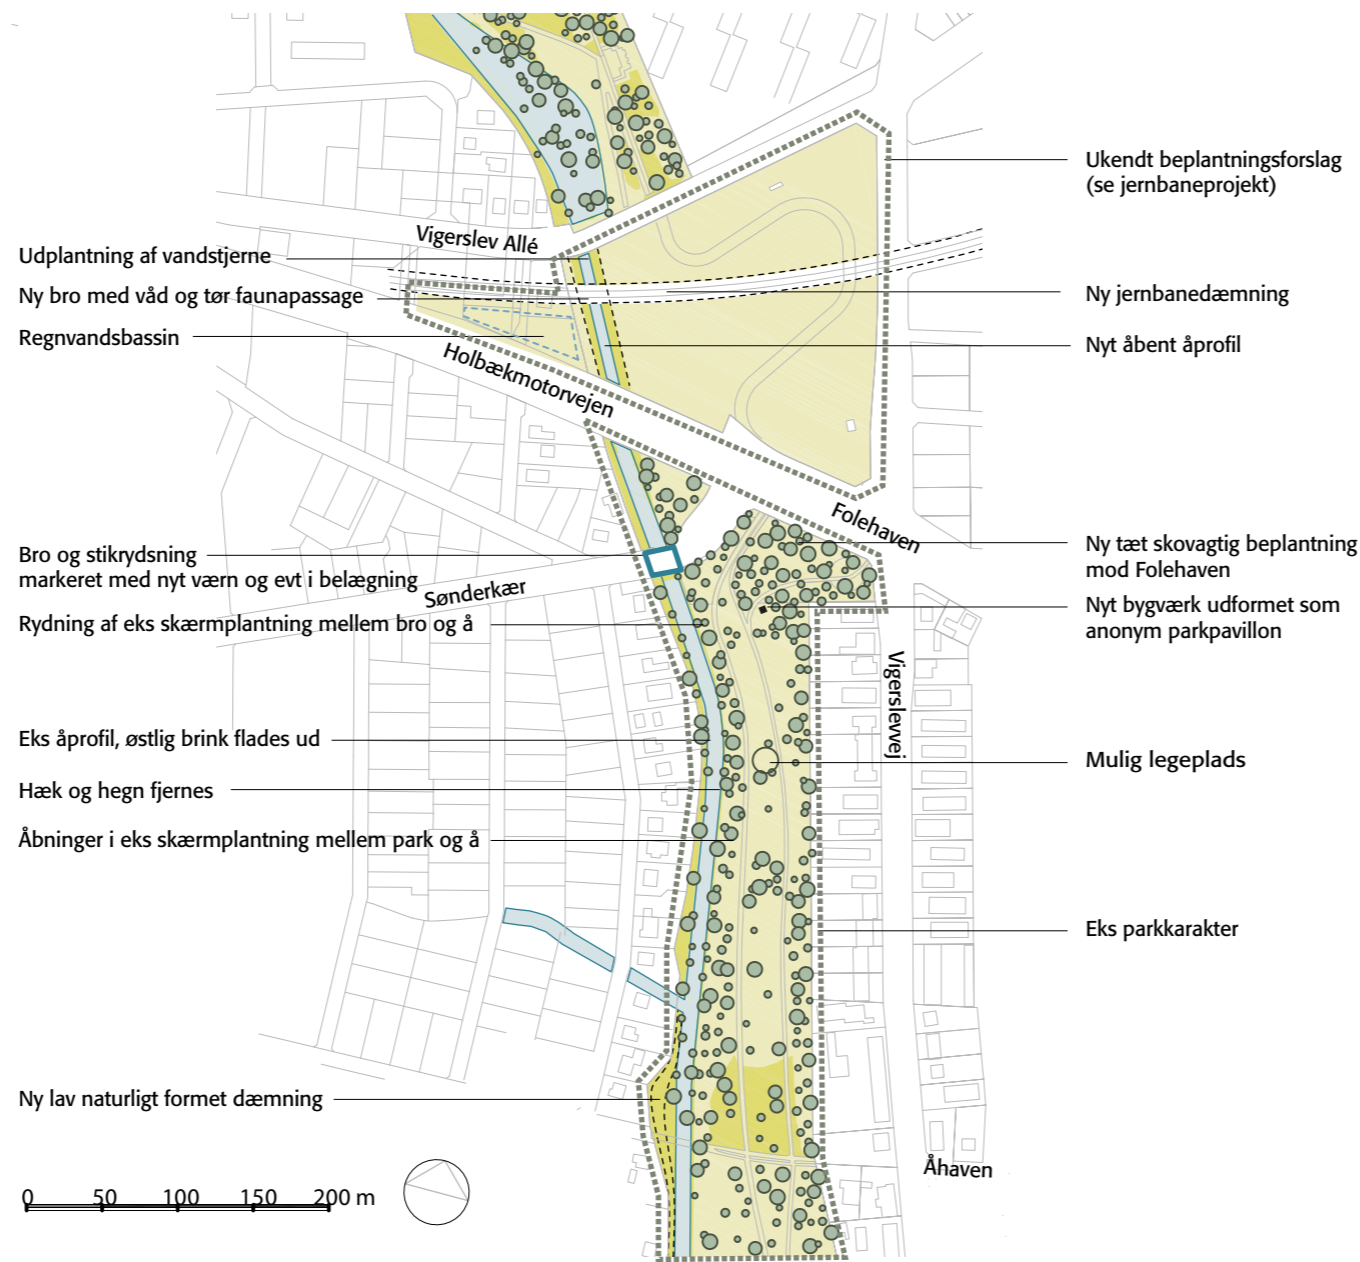 Ukendt beplantningsforslag
(se jernbaneprojekt)
Vigerslev Allé
Udplantning af vandstjerne
Ny bro med våd og tør faunapassage
Ny jernbanedæmning
Regnvandsbassin
Nyt åbent åprofil
Holbækmotorvejen
Folehaven
Bro og stikrydsning
markeret med nyt værn og evt i belægning
Ny tæt skovagtig beplantning
mod Folehaven
Sønderkær
Nyt bygværk udformet som
anonym parkpavillon
Rydning af eks skærmplantning mellem bro og å
Vigerslevvej
Eks åprofil, østlig brink flades ud
Mulig legeplads
Hæk og hegn fjernes
Åbninger i eks skærmplantning mellem park og å
Eks parkkarakter
Ny lav naturligt formet dæmning
Åhaven
0 50 100 150 200 m